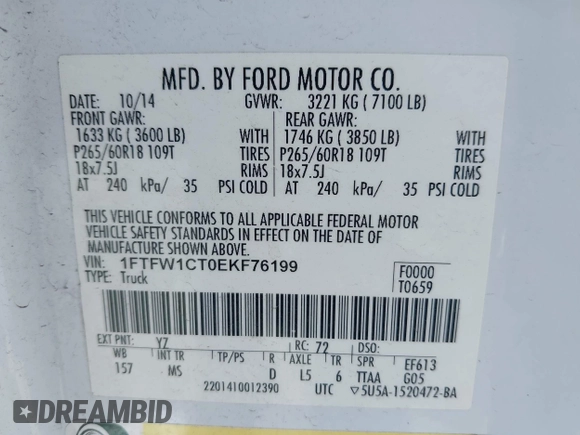 MFD. BY FORD MOTOR CO.
DATE: 10/14 GVWR: 3221 KG ( 7100 LB)
FRONT GAWR: REAR GAWR:
1633 KG ( 3600 LB) WITH 1746 KG ( 3850 LB) WITH
P265/60R18 109T TIRES P265/60R18 109T TIRES
18x7.5J RIMS 18x7.5J RIMS
AT 240 kPa/ 35 PSI COLD AT 240 kPa/ 35 PSI COLD
THIS VEHICLE CONFORMS TO ALL APPLICABLE FEDERAL MOTOR
VEHICLE SAFETY STANDARDS IN EFFECT ON THE DATE OF
MANUFACTURE SHOWN ABOVE.
VIN: 1FTFW1CT0EKF76199 F0000
TYPE: Truck T0659
EXT PNT: YZ RC: 72 DSO:
WB INT TR TP/PS R AXLE TR SPR EF613
157 MS D L5 6 TTAA G05
2201410012390 UTC ▽5U5A-1520472-BA
DREAMBID